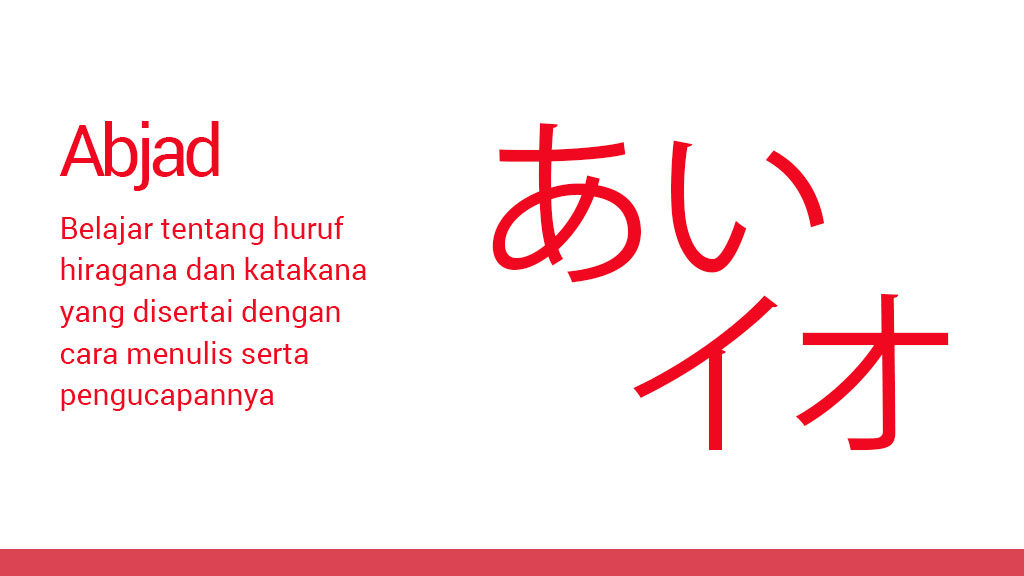 Abjad
Belajar tentang huruf
hiragana dan katakana
yang disertai dengan
cara menulis serta
pengucapannya
あい
イオ